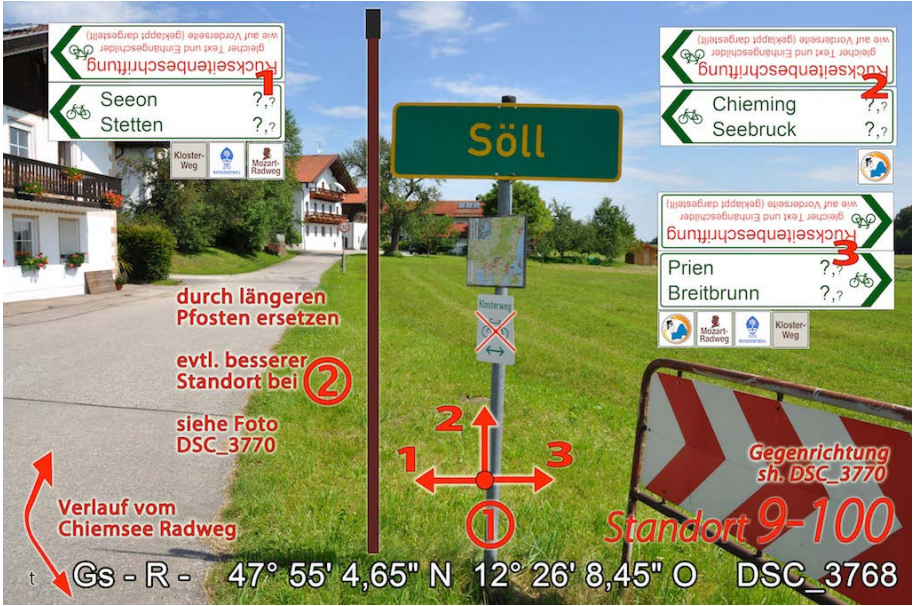 Rückseitenbeschriftung
gleicher Text und Einhängeschilder
wie auf Vorderseite (geklappt dargestellt)
1
Seeon ?,?
Stetten ?,?
Kloster-
Weg
Mozart-
Radweg
Söll
Rückseitenbeschriftung
gleicher Text und Einhängeschilder
wie auf Vorderseite (geklappt dargestellt)
2
Chieming ?,?
Seebruck ?,?
Rückseitenbeschriftung
gleicher Text und Einhängeschilder
wie auf Vorderseite (geklappt dargestellt)
3
Prien ?,?
Breitbrunn ?,?
Mozart-
Radweg
Kloster-
Weg
Klosterweg
durch längeren
Pfosten ersetzen
evtl. besserer
Standort bei 2
siehe Foto
DSC_3770
1 2 3
1
Verlauf vom
Chiemsee Radweg
Gegenrichtung
sh. DSC_3770
Standort 9-100
t Gs - R - 47° 55' 4,65" N 12° 26' 8,45" O DSC_3768